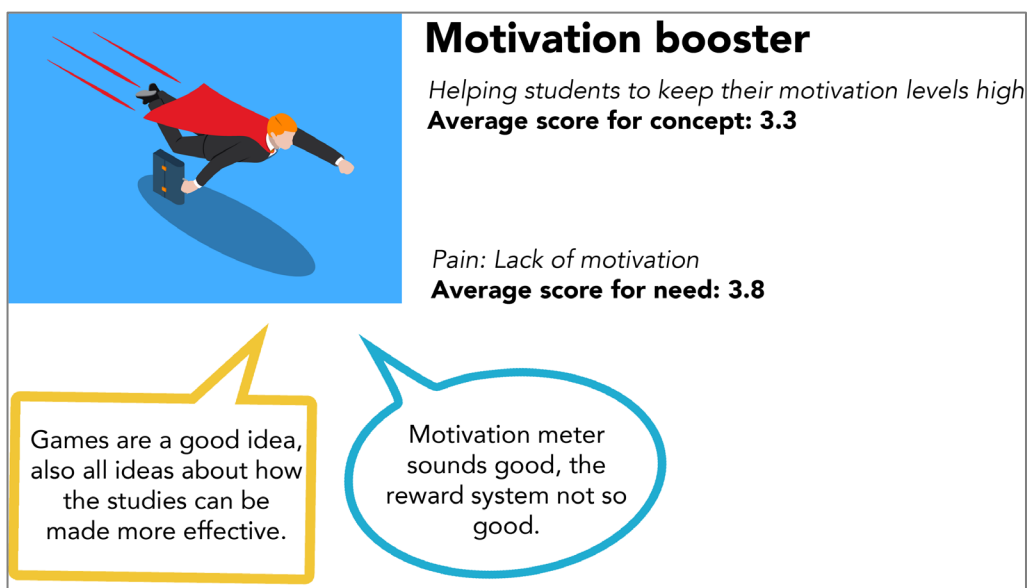 Motivation booster
Helping students to keep their motivation levels high
Average score for concept: 3.3
Pain: Lack of motivation
Average score for need: 3.8
Games are a good idea,
also all ideas about how
the studies can be
made more effective.
Motivation meter
sounds good, the
reward system not so
good.